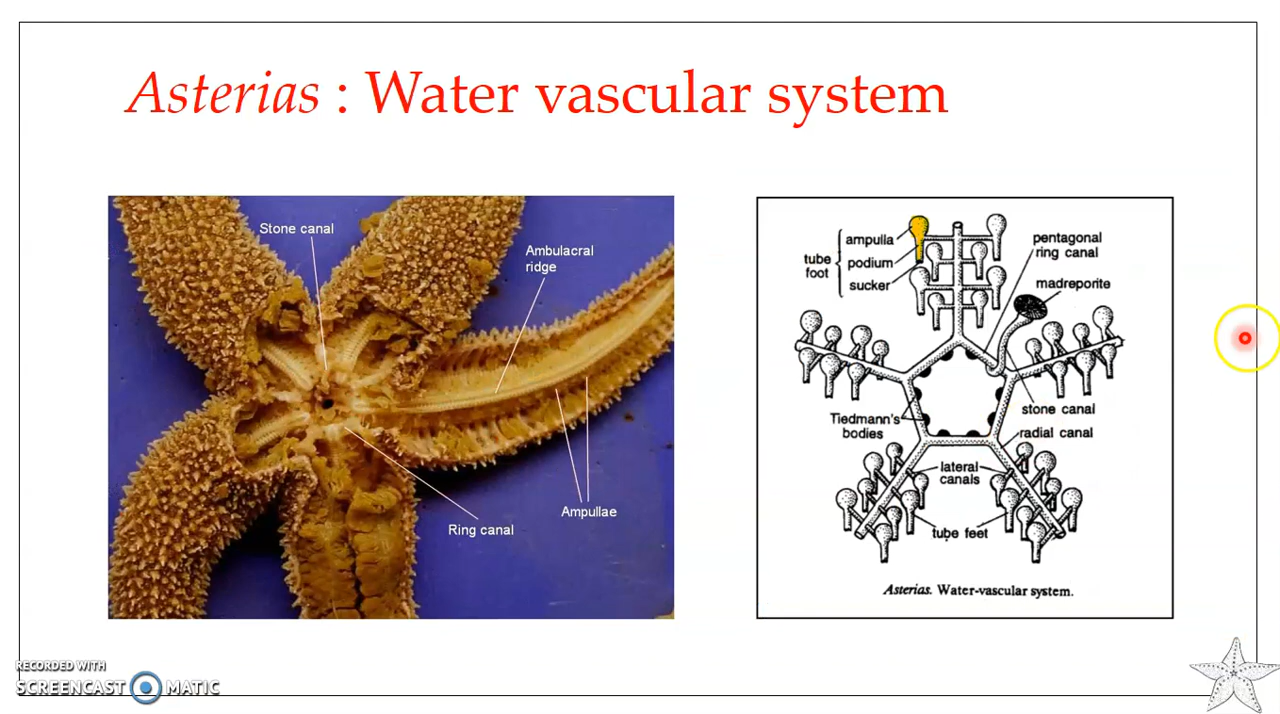 Asterias : Water vascular system
Stone canal
Ambulacral
ridge
Ring canal
Ampullae
tube
foot
ampulla
podium
sucker
pentagonal
ring canal
madreporite
Tiedmann's
bodies
stone canal
radial canal
lateral
canals
tube feet
Asterias. Water-vascular system.
RECORDED WITH
SCREENCAST MATIC